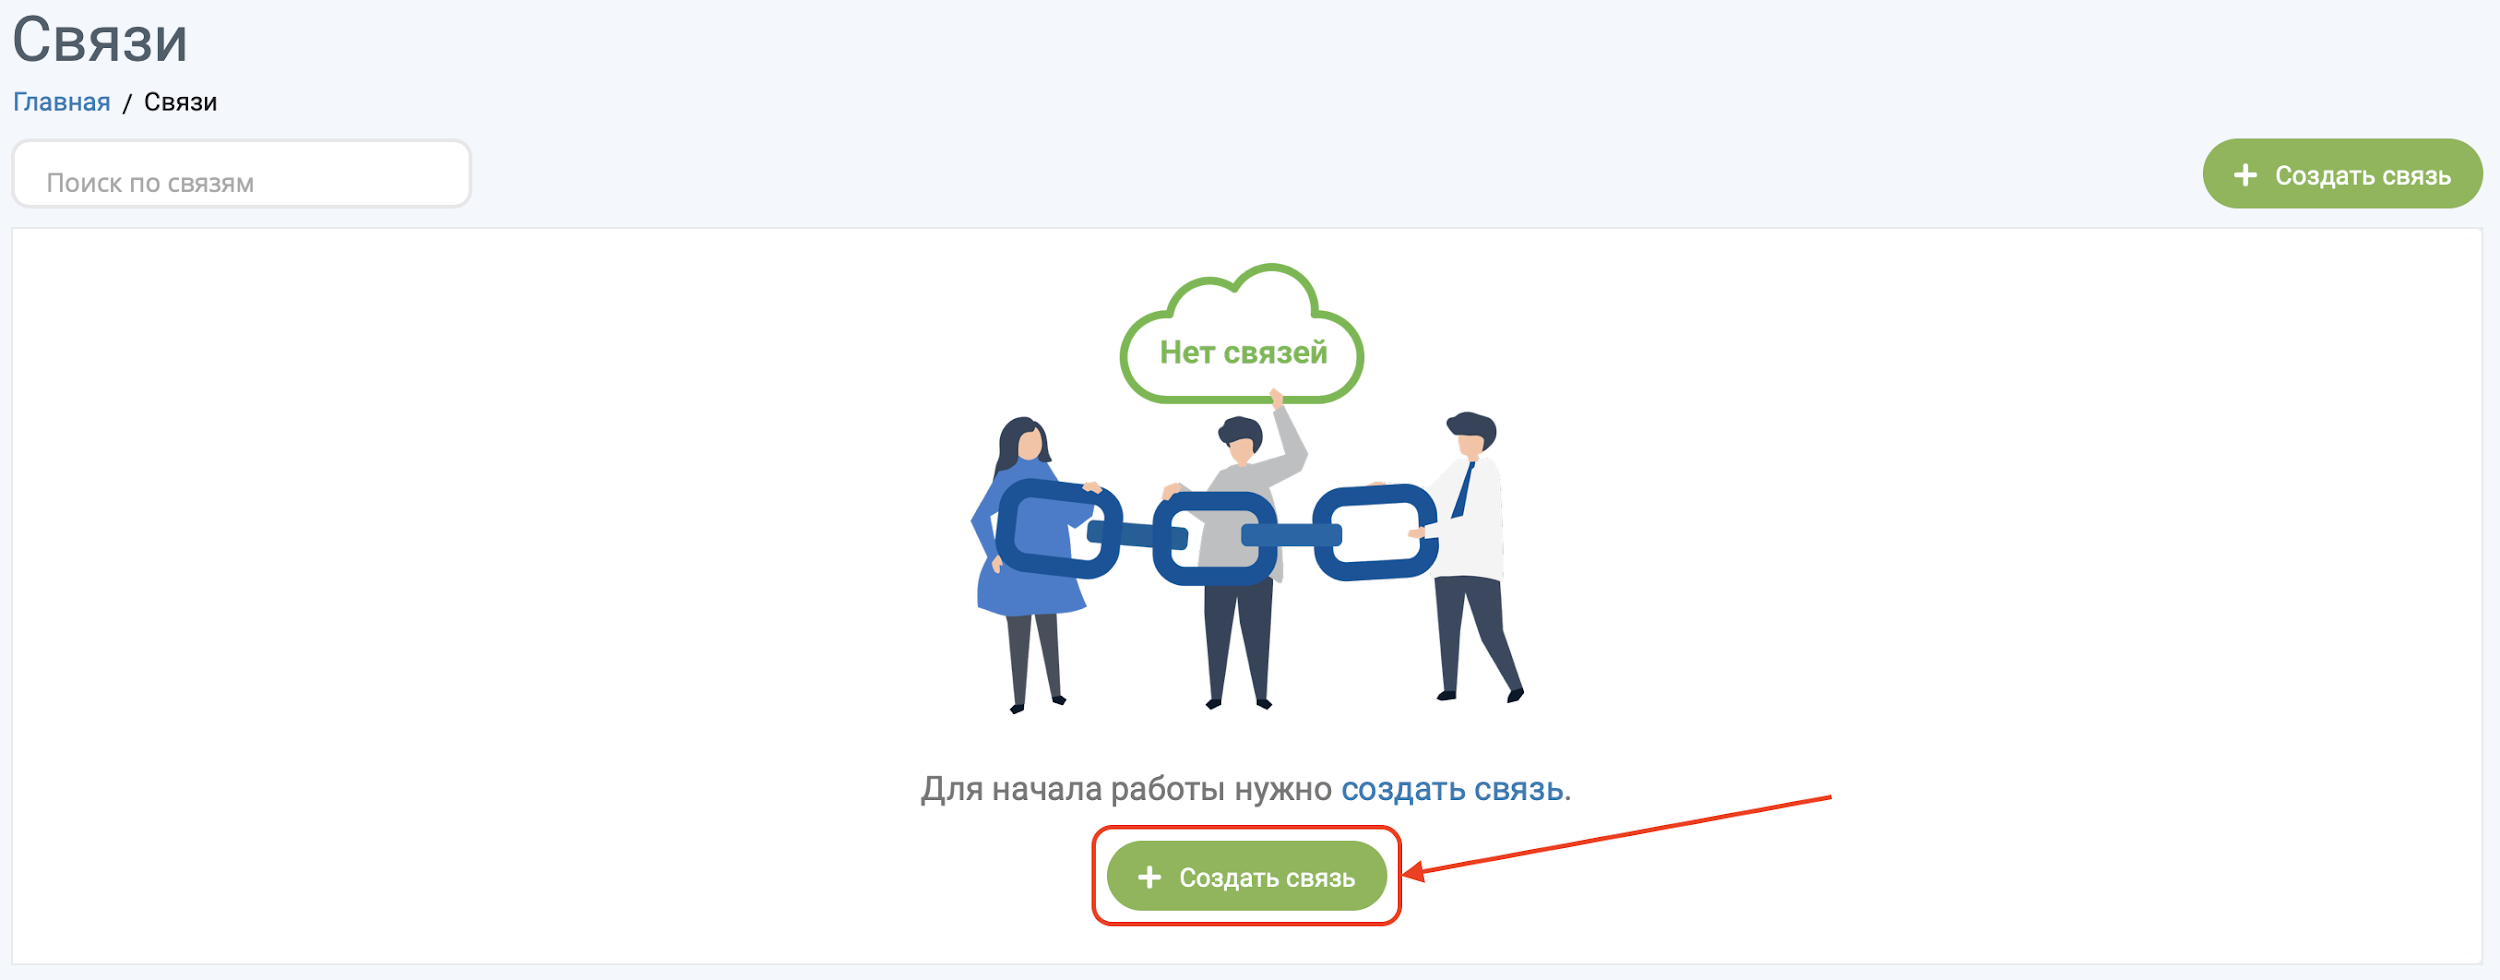 Связи
Главная / Связи
Поиск по связям
+ Создать связь
Нет связей
Для начала работы нужно создать связь.
+ Создать связь